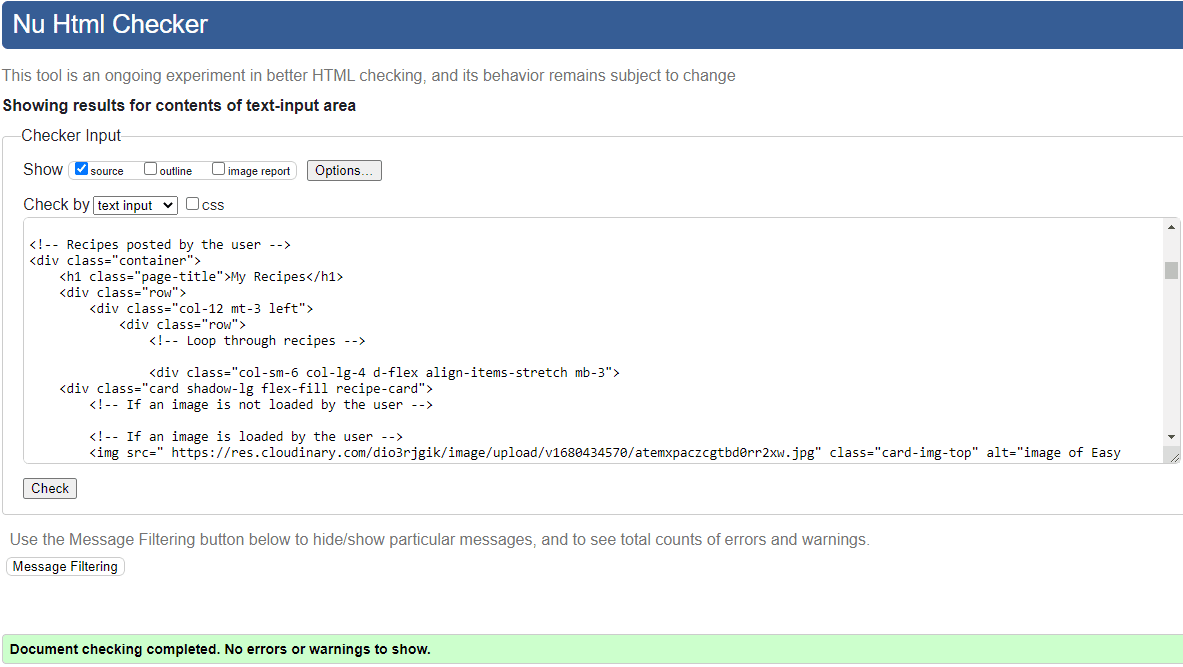 Nu Html Checker
This tool is an ongoing experiment in better HTML checking, and its behavior remains subject to change
Showing results for contents of text-input area
Checker Input
Show source outline image report Options...
Check by text input css
<!-- Recipes posted by the user -->
<div class="container">
    <h1 class="page-title">My Recipes</h1>
    <div class="row">
        <div class="col-12 mt-3 left">
            <div class="row">
                <!-- Loop through recipes -->
                <div class="col-sm-6 col-lg-4 d-flex align-items-stretch mb-3">
    <div class="card shadow-lg flex-fill recipe-card">
        <!-- If an image is not loaded by the user -->
        <!-- If an image is loaded by the user -->
        <img src=" https://res.cloudinary.com/dio3rjgik/image/upload/v1680434570/atemxpaczcgtbd0rr2xw.jpg" class="card-img-top" alt="image of Easy
Check
Use the Message Filtering button below to hide/show particular messages, and to see total counts of errors and warnings.
Message Filtering
Document checking completed. No errors or warnings to show.